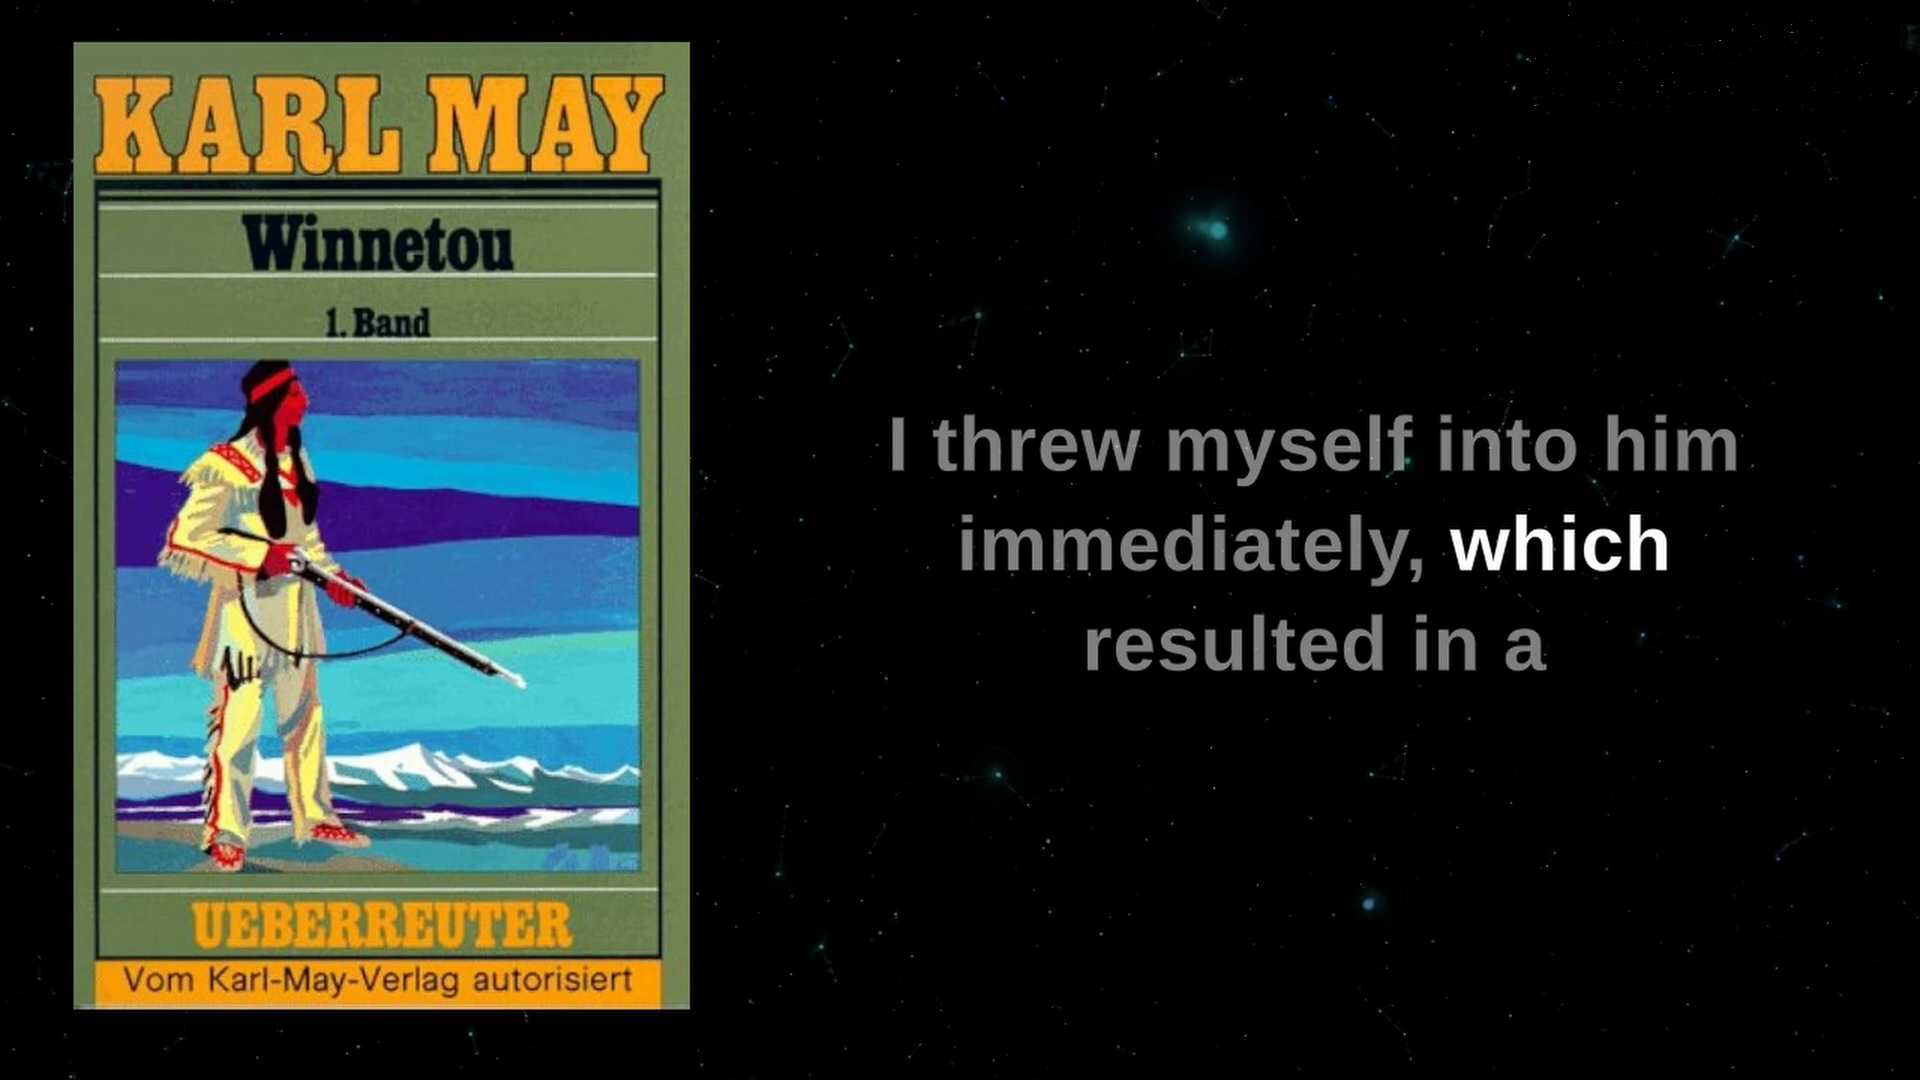 KARL MAY
Winnetou
1. Band
UEBERREUTER
Vom Karl-May-Verlag autorisiert
I threw myself into him
immediately, which
resulted in a